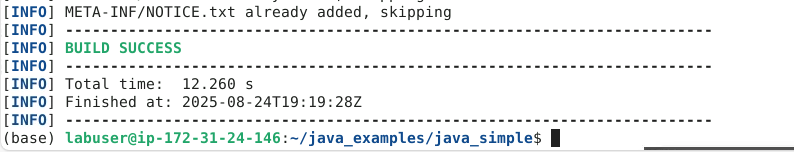 [INFO] META-INF/NOTICE.txt already added, skipping
[INFO] ------------------------------------------------------------------------
[INFO] BUILD SUCCESS
[INFO] ------------------------------------------------------------------------
[INFO] Total time:  12.260 s
[INFO] Finished at: 2025-08-24T19:19:28Z
[INFO] ------------------------------------------------------------------------
(base) labuser@ip-172-31-24-146:~/java_examples/java_simple$